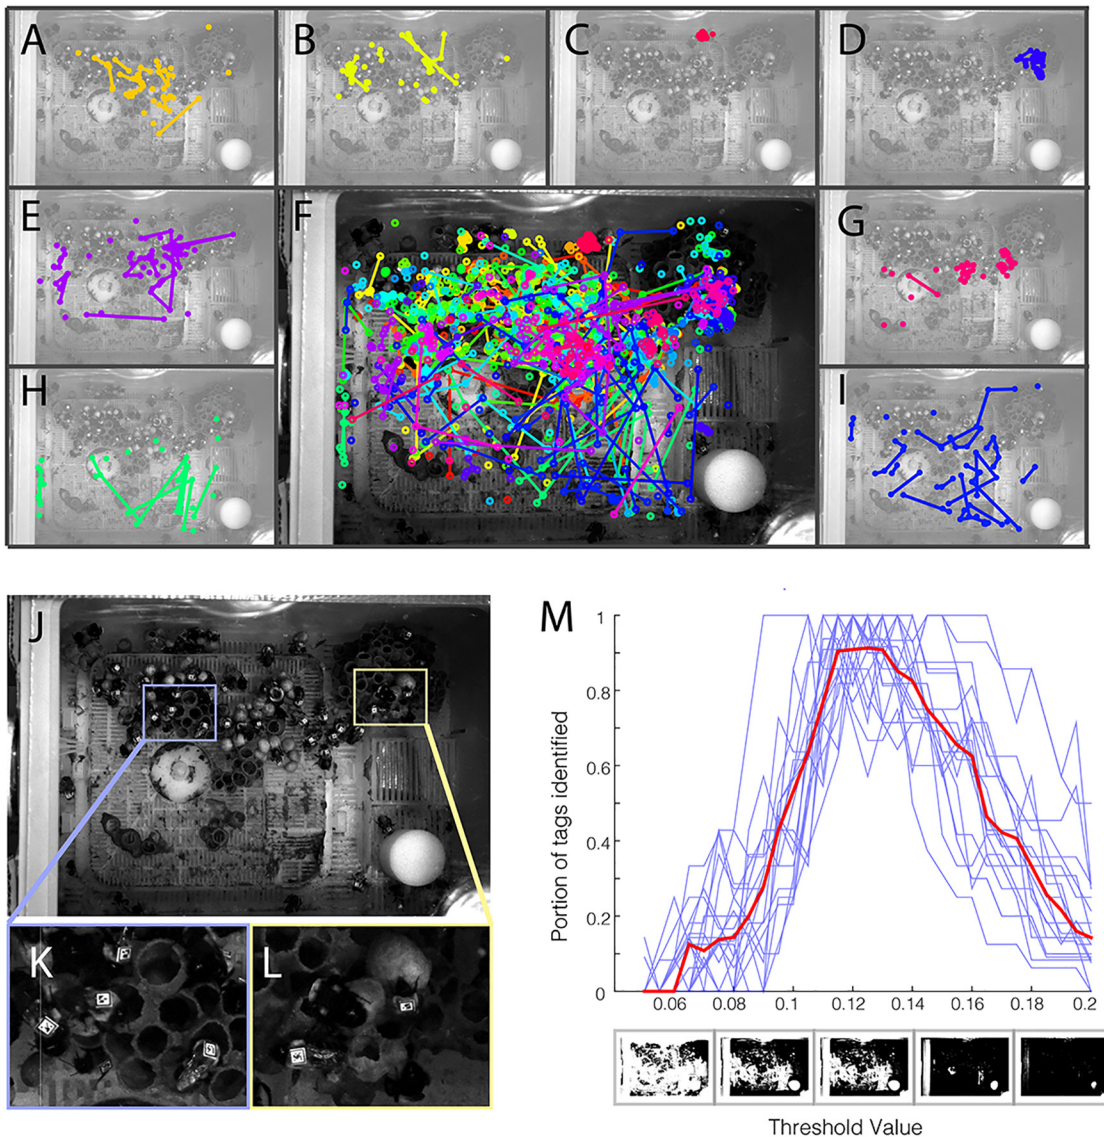 A
B
C
D
E
F
G
H
I
J
K
L
M
Portion of tags identified
1
0.8
0.6
0.4
0.2
0
0.06
0.08
0.1
0.12
0.14
0.16
0.18
0.2
Threshold Value